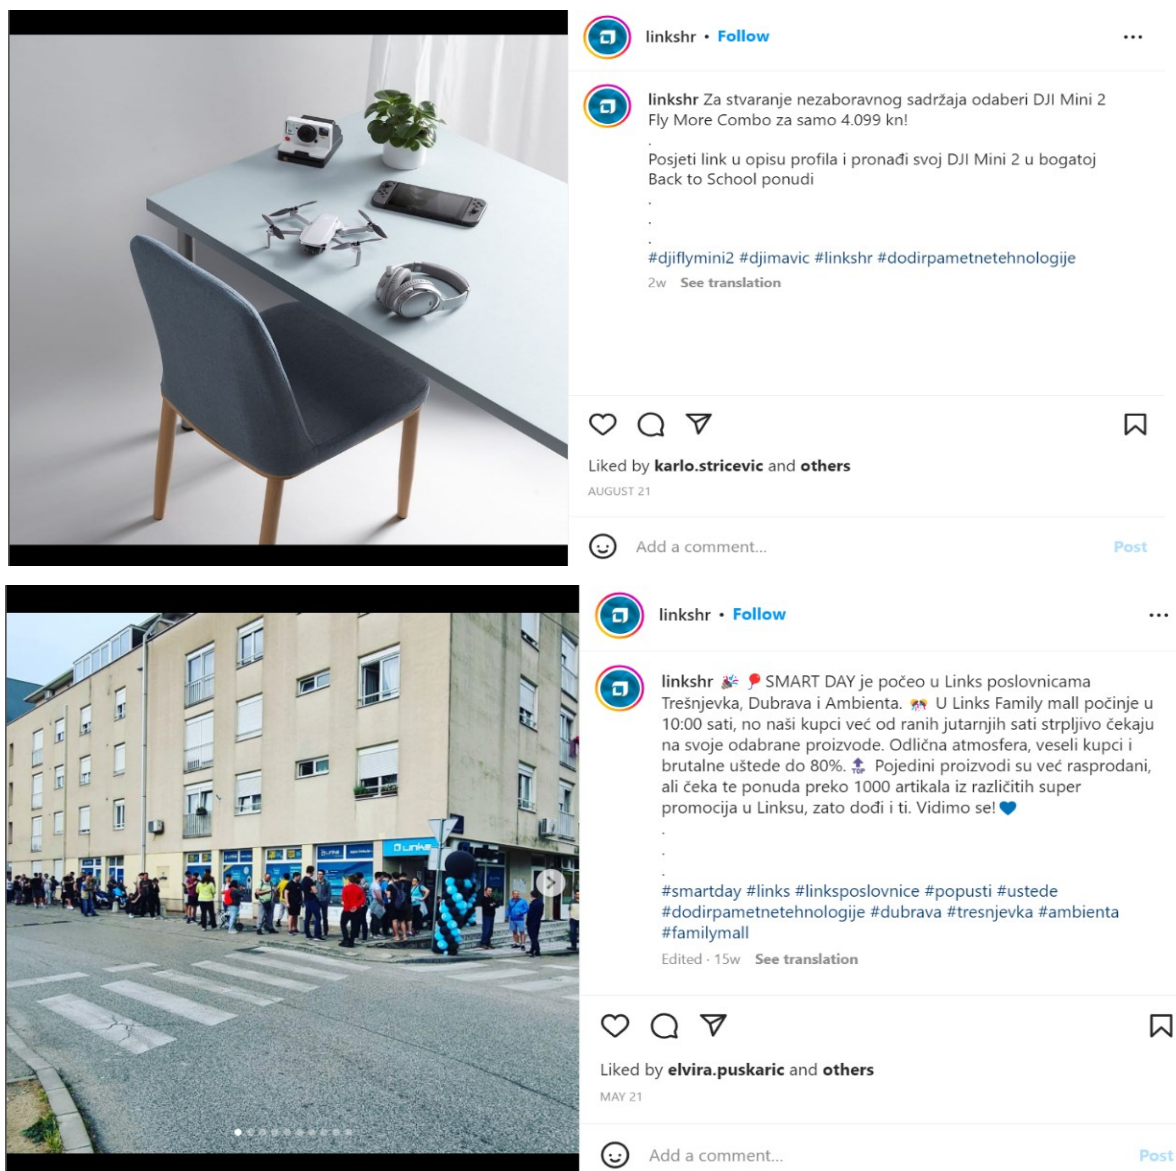 linkshr • Follow
linkshr Za stvaranje nezaboravnog sadržaja odaberi DJI Mini 2
Fly More Combo za samo 4.099 kn!
.
Posjeti link u opisu profila i pronađi svoj DJI Mini 2 u bogatoj
Back to School ponudi
.
.
.
#djiflymini2 #djimavic #linkshr #dodirpametnetehnologije
2w See translation
Liked by karlo.stricevic and others
AUGUST 21
Add a comment...
Post
linkshr • Follow
linkshr 🎉 🎈 SMART DAY je počeo u Links poslovnicama
Trešnjevka, Dubrava i Ambienta. 🎊 U Links Family mall počinje u
10:00 sati, no naši kupci već od ranih jutarnjih sati strpljivo čekaju
na svoje odabrane proizvode. Odlična atmosfera, veseli kupci i
brutalne uštede do 80%. 🔝 Pojedini proizvodi su već rasprodani,
ali čeka te ponuda preko 1000 artikala iz različitih super
promocija u Linksu, zato dođi i ti. Vidimo se! 💙
.
.
.
#smartday #links #linksposlovnice #popusti #ustede
#dodirpametnetehnologije #dubrava #tresnjevka #ambienta
#familymall
Edited · 15w See translation
Liked by elvira.puskaric and others
MAY 21
Add a comment...
Post
Links